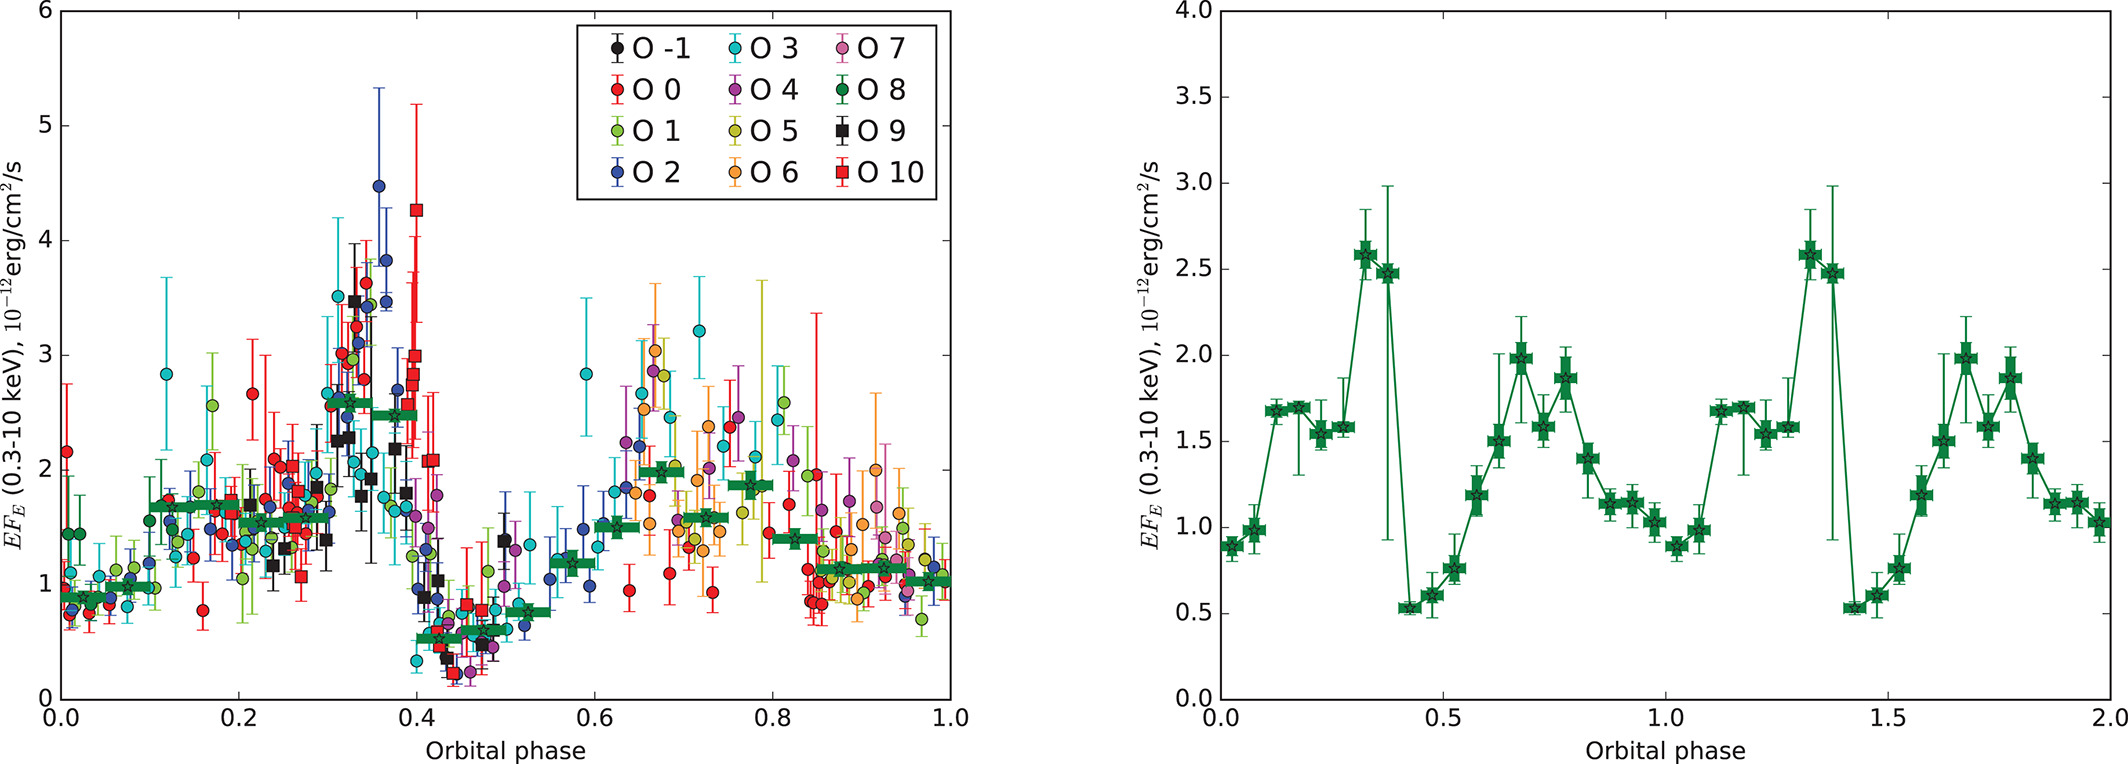 EF_E (0.3-10 keV), 10^−12 erg/cm²/s
6
5
4
3
2
1
0
0.0 0.2 0.4 0.6 0.8 1.0
Orbital phase
O -1 O 3 O 7
O 0 O 4 O 8
O 1 O 5 O 9
O 2 O 6 O 10
EF_E (0.3-10 keV), 10^−12 erg/cm²/s
4.0
3.5
3.0
2.5
2.0
1.5
1.0
0.5
0.0
0.0 0.5 1.0 1.5 2.0
Orbital phase